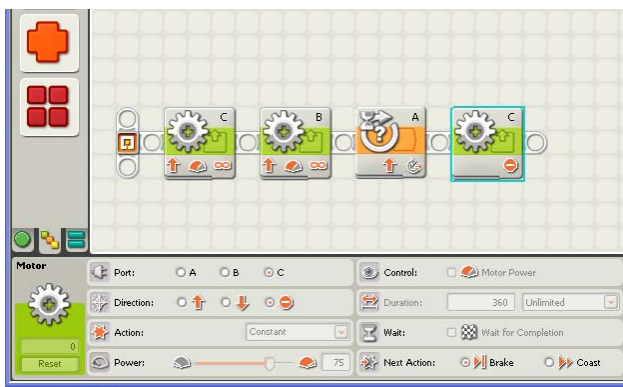 C B A C
Motor
0
Reset
Port: A B C
Direction:
Action: Constant
Power: 75
Control: Motor Power
Duration: 360 Unlimited
Wait: Wait for Completion
Next Action: Brake Coast